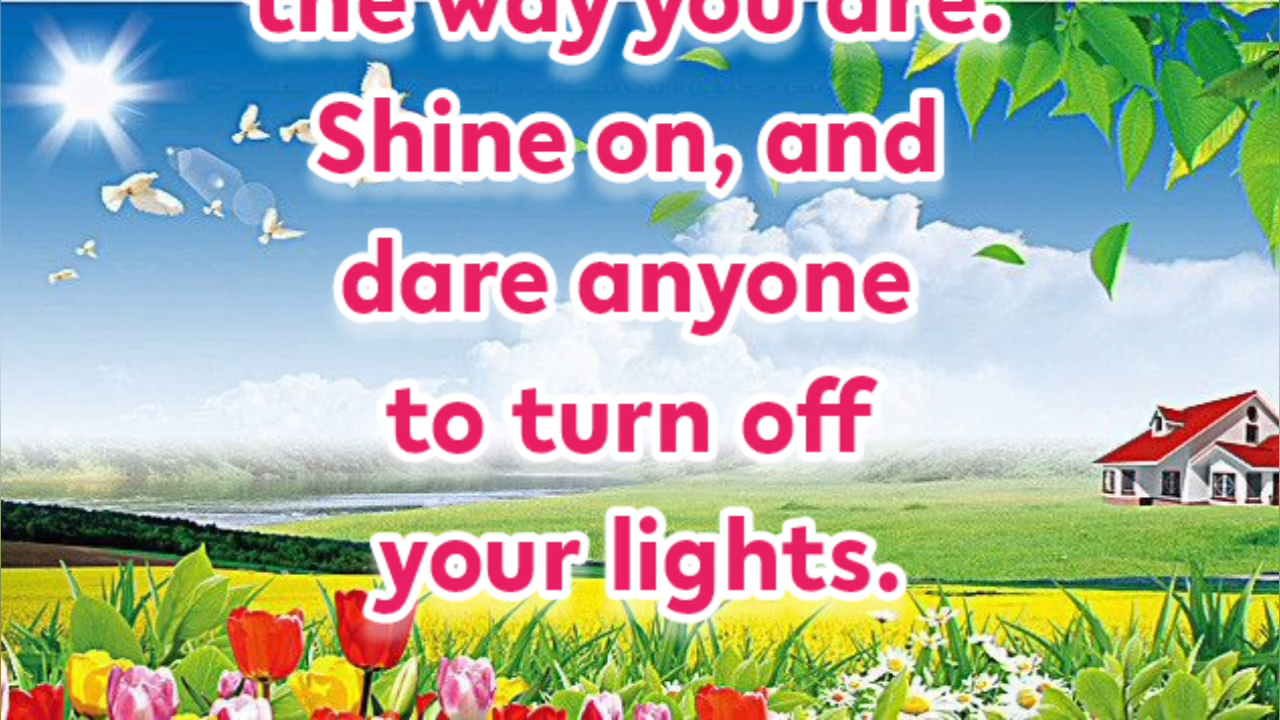 the way you are.
Shine on, and
dare anyone
to turn off
your lights.